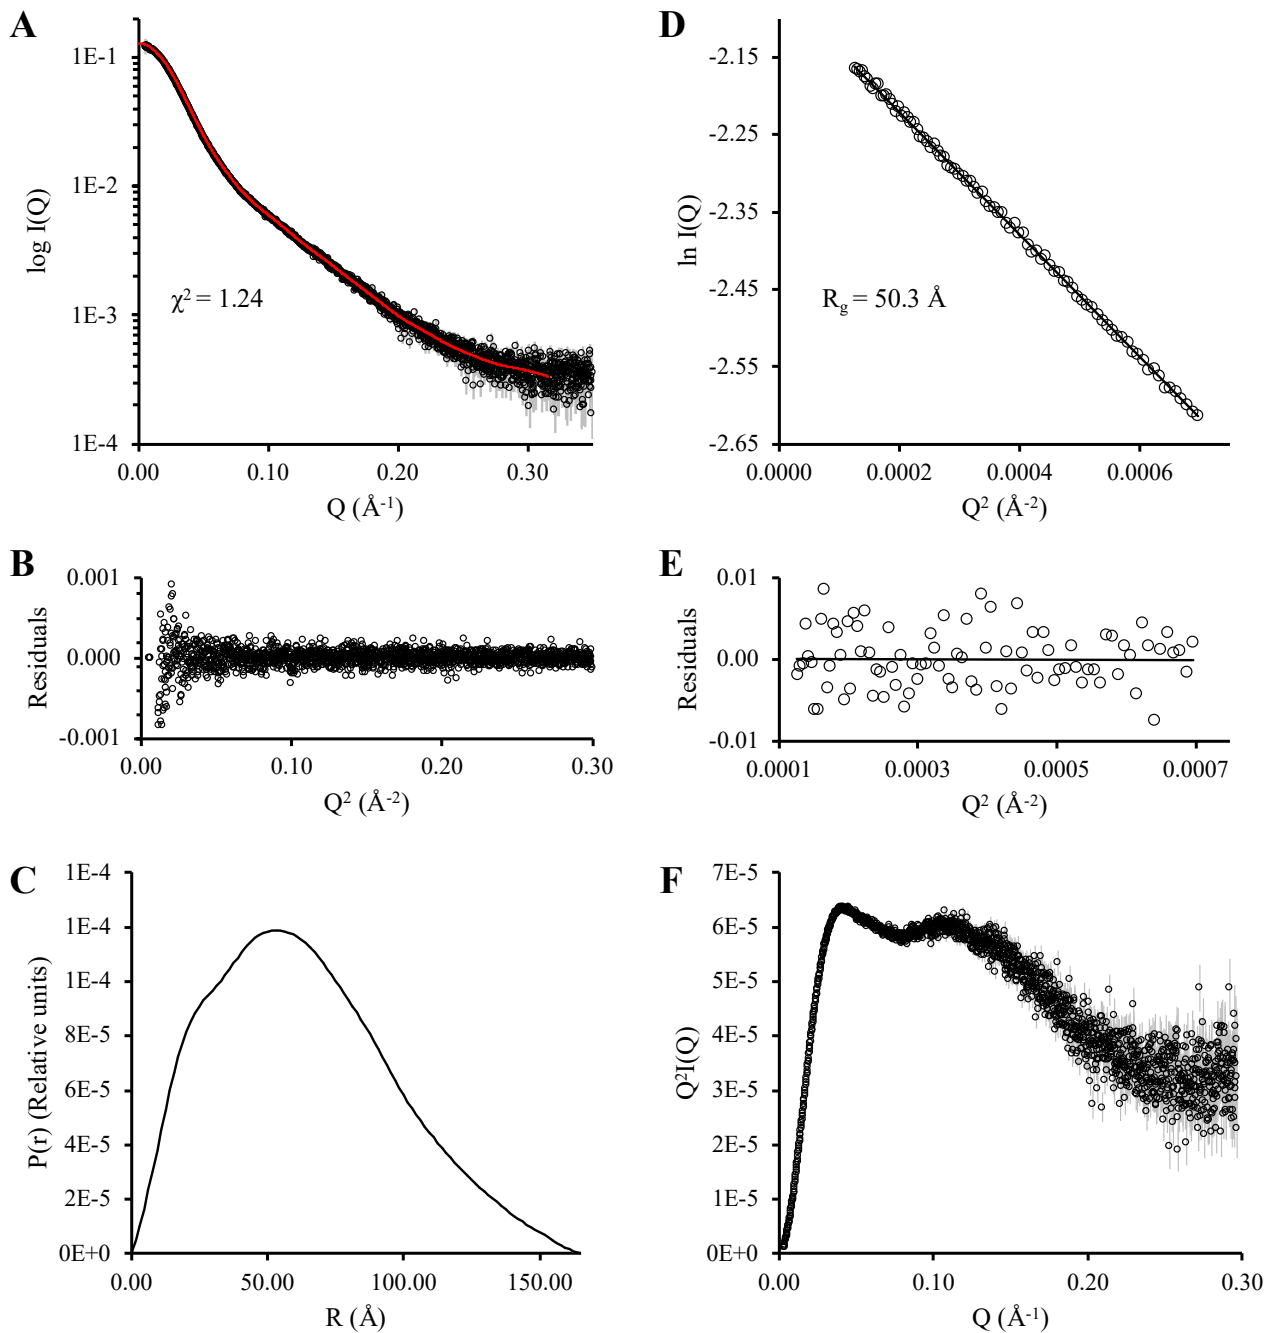 A
1E-1
1E-2
1E-3
1E-4
log I(Q)
χ² = 1.24
0.00 0.10 0.20 0.30
Q (Å⁻¹)
D
-2.15
-2.25
-2.35
-2.45
-2.55
-2.65
ln I(Q)
Rg = 50.3 Å
0.0000 0.0002 0.0004 0.0006
Q² (Å⁻²)
B
0.001
0.000
-0.001
Residuals
0.00 0.10 0.20 0.30
Q² (Å⁻²)
E
0.01
0.00
-0.01
Residuals
0.0001 0.0003 0.0005 0.0007
Q² (Å⁻²)
C
1E-4
1E-4
1E-4
8E-5
6E-5
4E-5
2E-5
0E+0
P(r) (Relative units)
0.00 50.00 100.00 150.00
R (Å)
F
7E-5
6E-5
5E-5
4E-5
3E-5
2E-5
1E-5
0E+0
Q²I(Q)
0.00 0.10 0.20 0.30
Q (Å⁻¹)